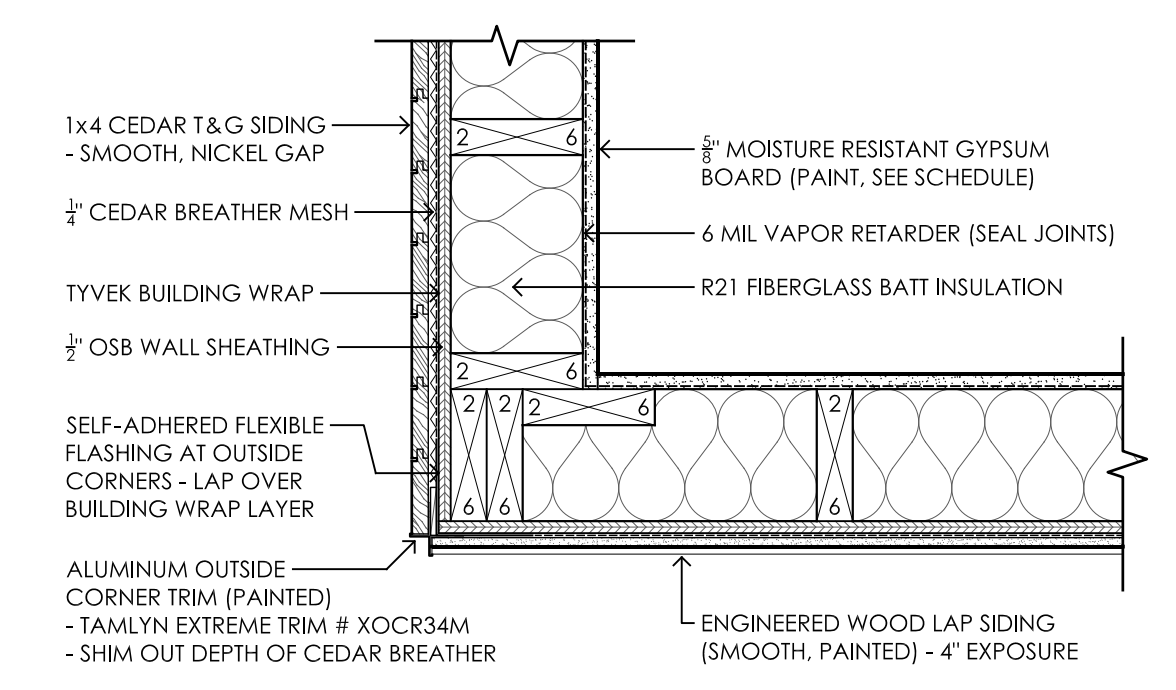 1x4 CEDAR T&G SIDING
- SMOOTH, NICKEL GAP
1/4" CEDAR BREATHER MESH
TYVEK BUILDING WRAP
1/2" OSB WALL SHEATHING
SELF-ADHERED FLEXIBLE
FLASHING AT OUTSIDE
CORNERS - LAP OVER
BUILDING WRAP LAYER
ALUMINUM OUTSIDE
CORNER TRIM (PAINTED)
- TAMLYN EXTREME TRIM # XOCR34M
- SHIM OUT DEPTH OF CEDAR BREATHER
2 6
2 6
2 2 2 6 2
6 6 6
5/8" MOISTURE RESISTANT GYPSUM
BOARD (PAINT, SEE SCHEDULE)
6 MIL VAPOR RETARDER (SEAL JOINTS)
R21 FIBERGLASS BATT INSULATION
ENGINEERED WOOD LAP SIDING
(SMOOTH, PAINTED) - 4" EXPOSURE